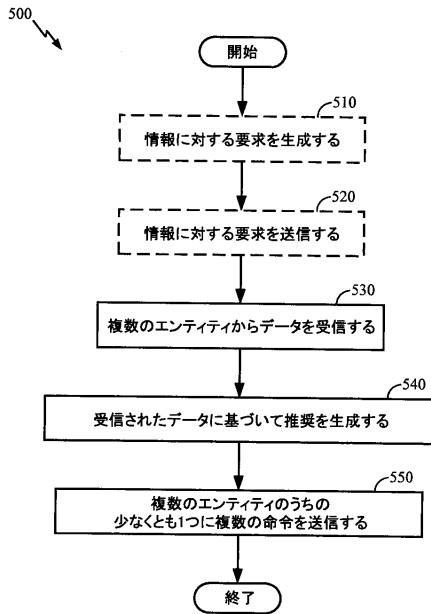 500
開始
510
情報に対する要求を生成する
520
情報に対する要求を送信する
530
複数のエンティティからデータを受信する
540
受信されたデータに基づいて推奨を生成する
550
複数のエンティティのうちの
少なくとも1つに複数の命令を送信する
終了